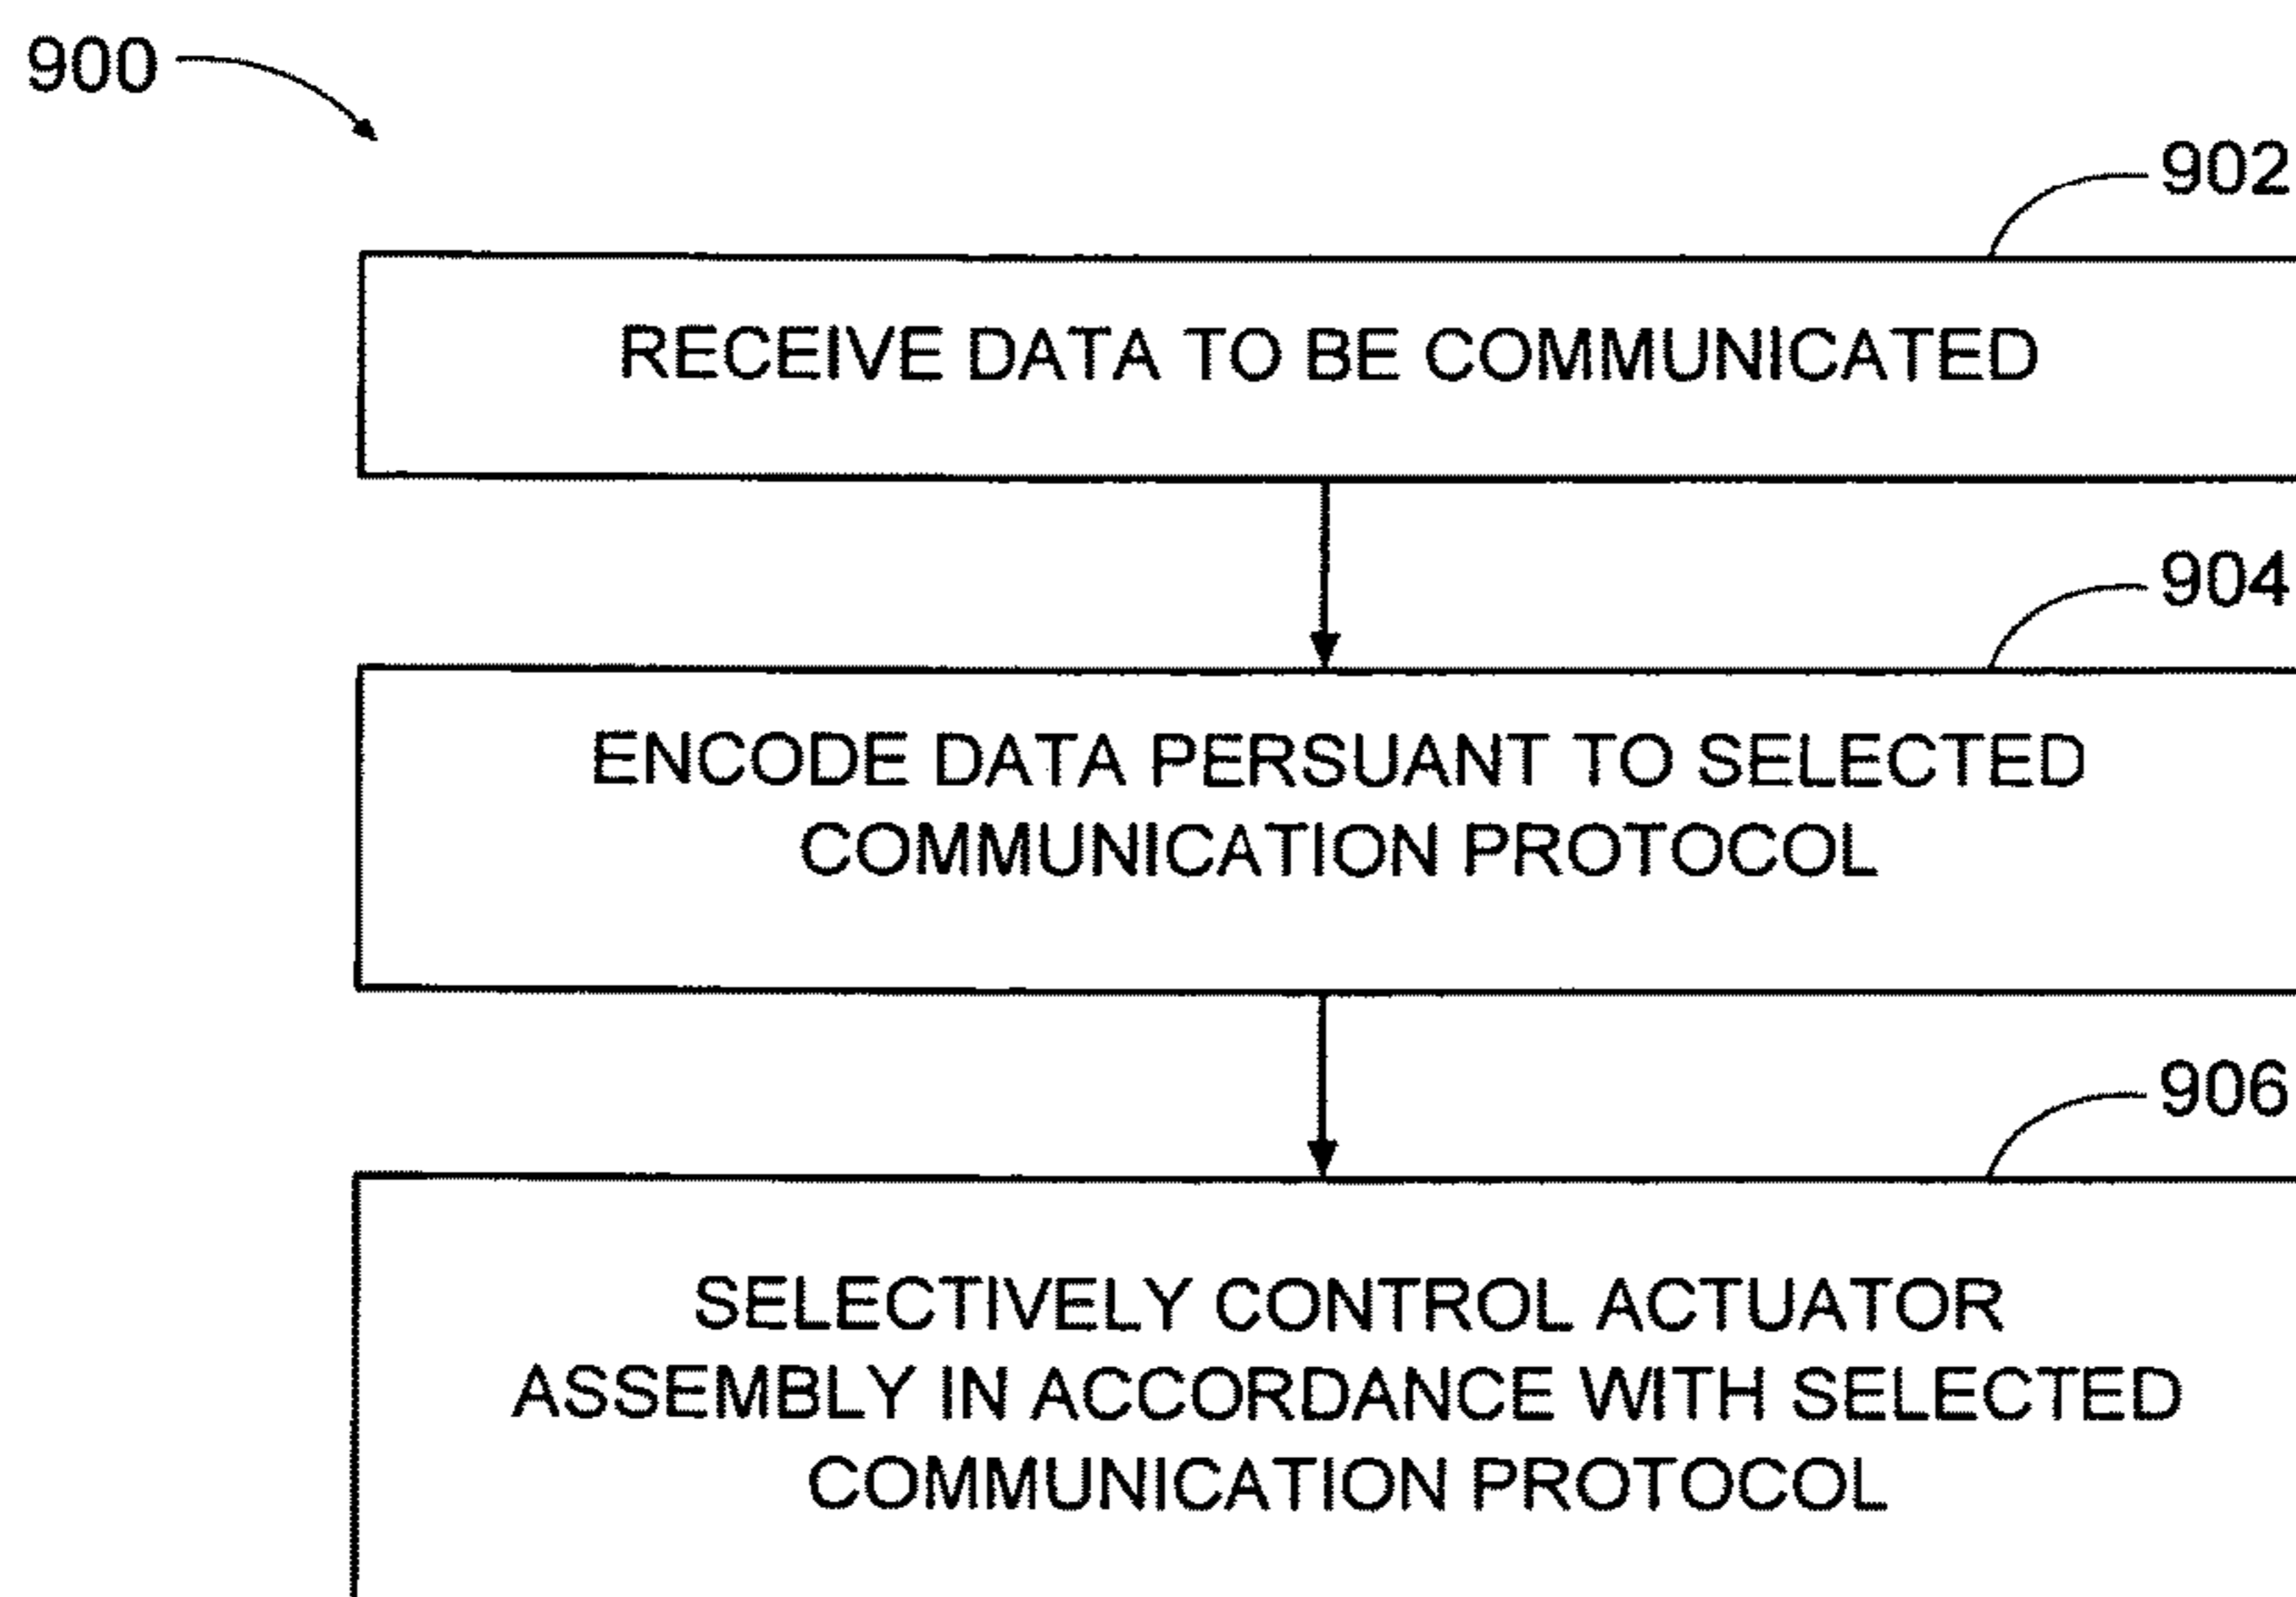 900
902
RECEIVE DATA TO BE COMMUNICATED
904
ENCODE DATA PERSUANT TO SELECTED
COMMUNICATION PROTOCOL
906
SELECTIVELY CONTROL ACTUATOR
ASSEMBLY IN ACCORDANCE WITH SELECTED
COMMUNICATION PROTOCOL